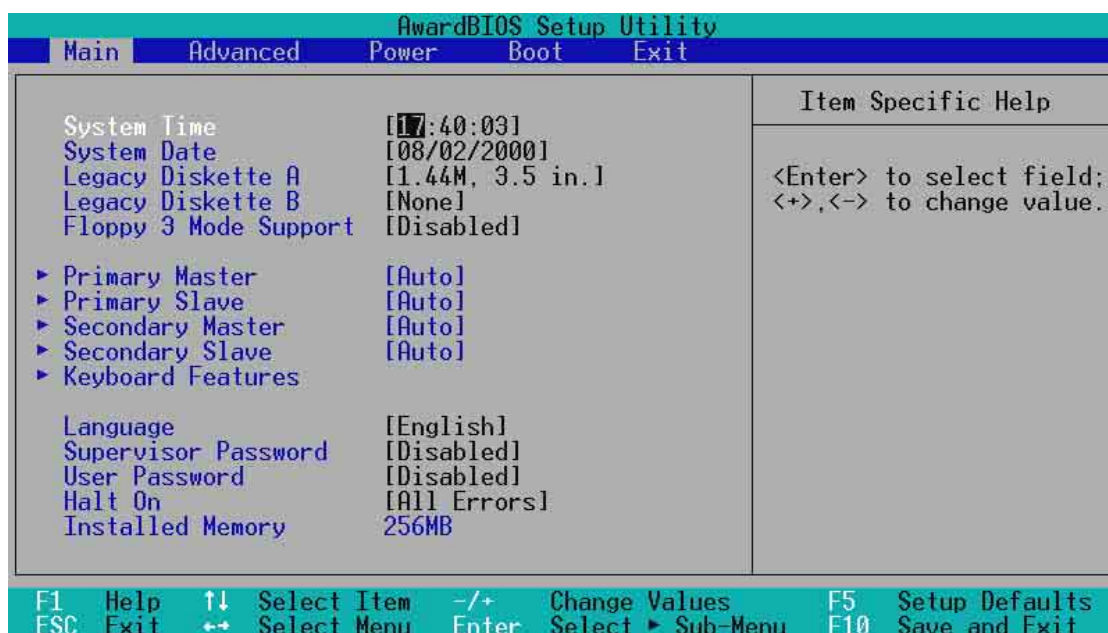 AwardBIOS Setup Utility
Main Advanced Power Boot Exit
Item Specific Help
System Time [17:40:03]
System Date [08/02/2000]
Legacy Diskette A [1.44M, 3.5 in.]
Legacy Diskette B [None]
Floppy 3 Mode Support [Disabled]
<Enter> to select field;
<+>,<-> to change value.
▶ Primary Master [Auto]
▶ Primary Slave [Auto]
▶ Secondary Master [Auto]
▶ Secondary Slave [Auto]
▶ Keyboard Features
Language [English]
Supervisor Password [Disabled]
User Password [Disabled]
Halt On [All Errors]
Installed Memory 256MB
F1 Help ↑↓ Select Item -/+ Change Values F5 Setup Defaults
ESC Exit ←→ Select Menu Enter Select ▶ Sub-Menu F10 Save and Exit